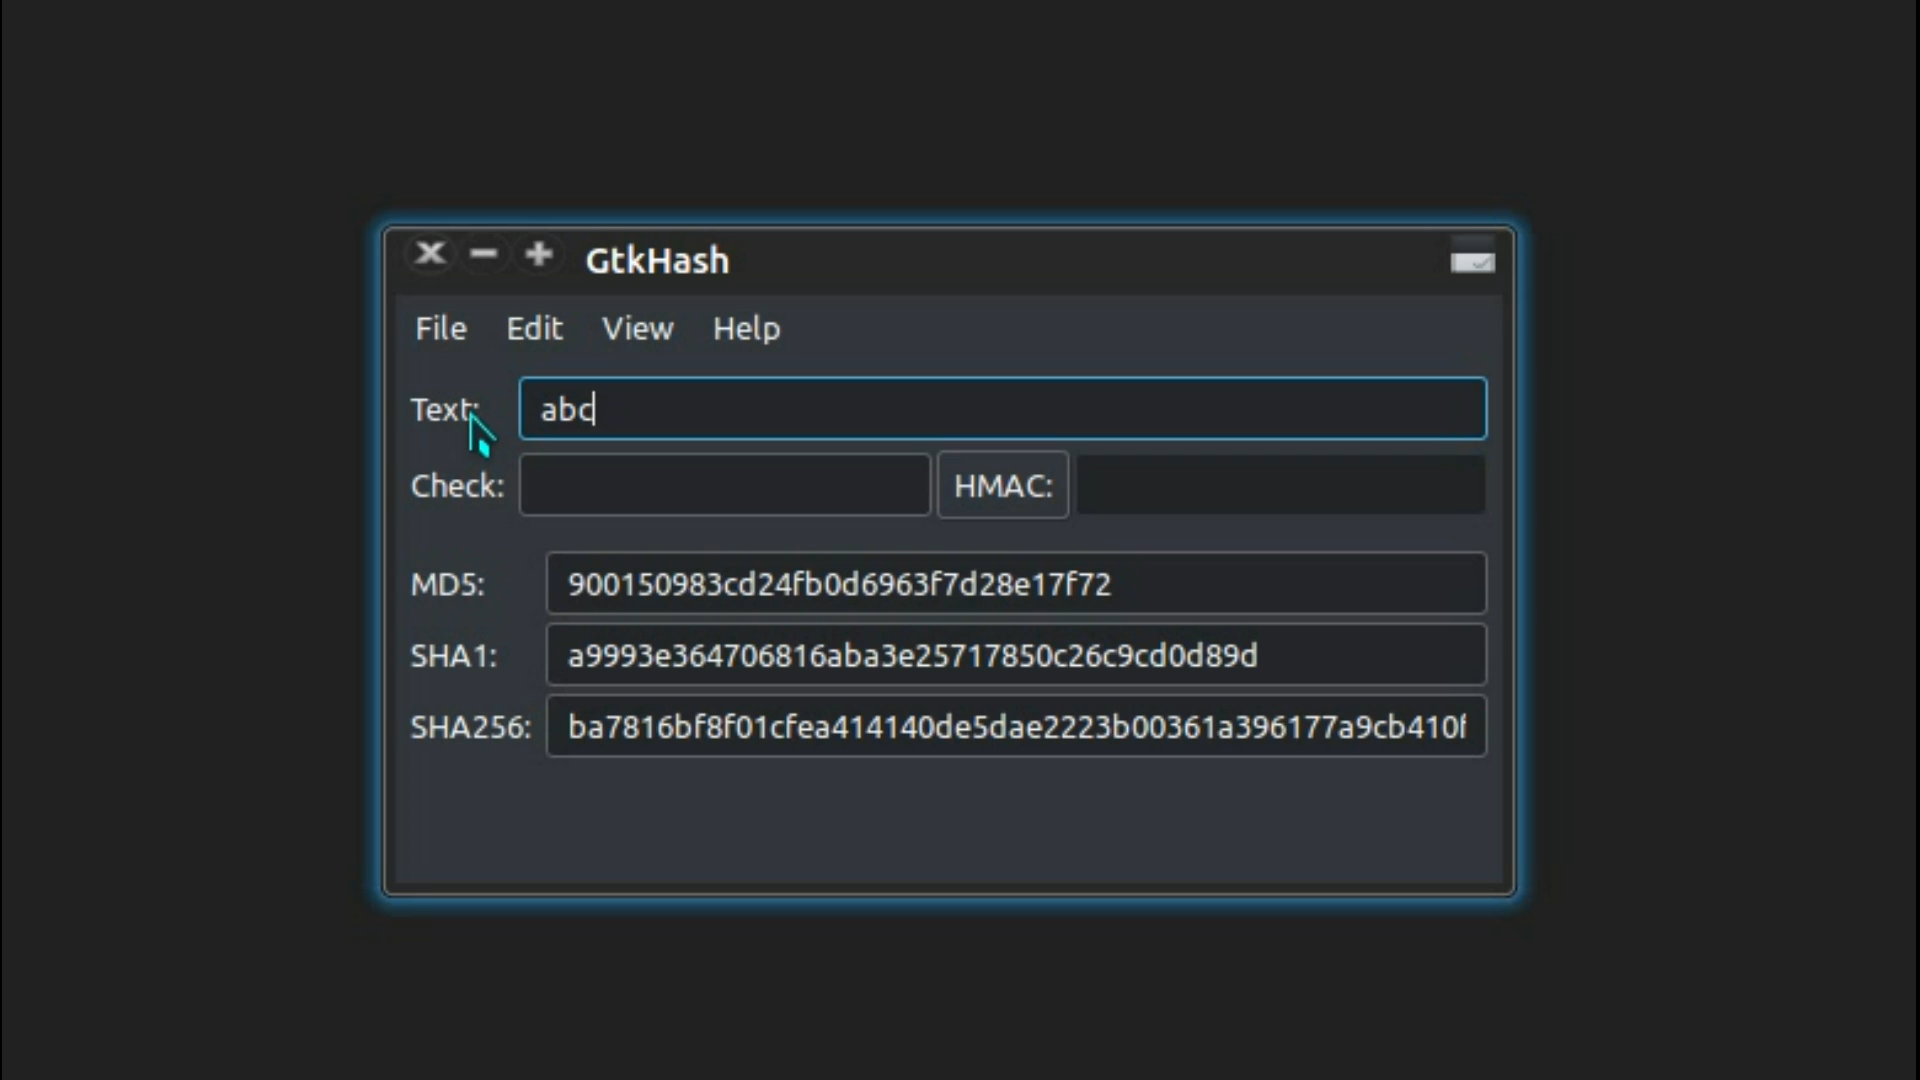 GtkHash
File Edit View Help
Text: abc
Check: HMAC:
MD5: 900150983cd24fb0d6963f7d28e17f72
SHA1: a9993e364706816aba3e25717850c26c9cd0d89d
SHA256: ba7816bf8f01cfea414140de5dae2223b00361a396177a9cb410f